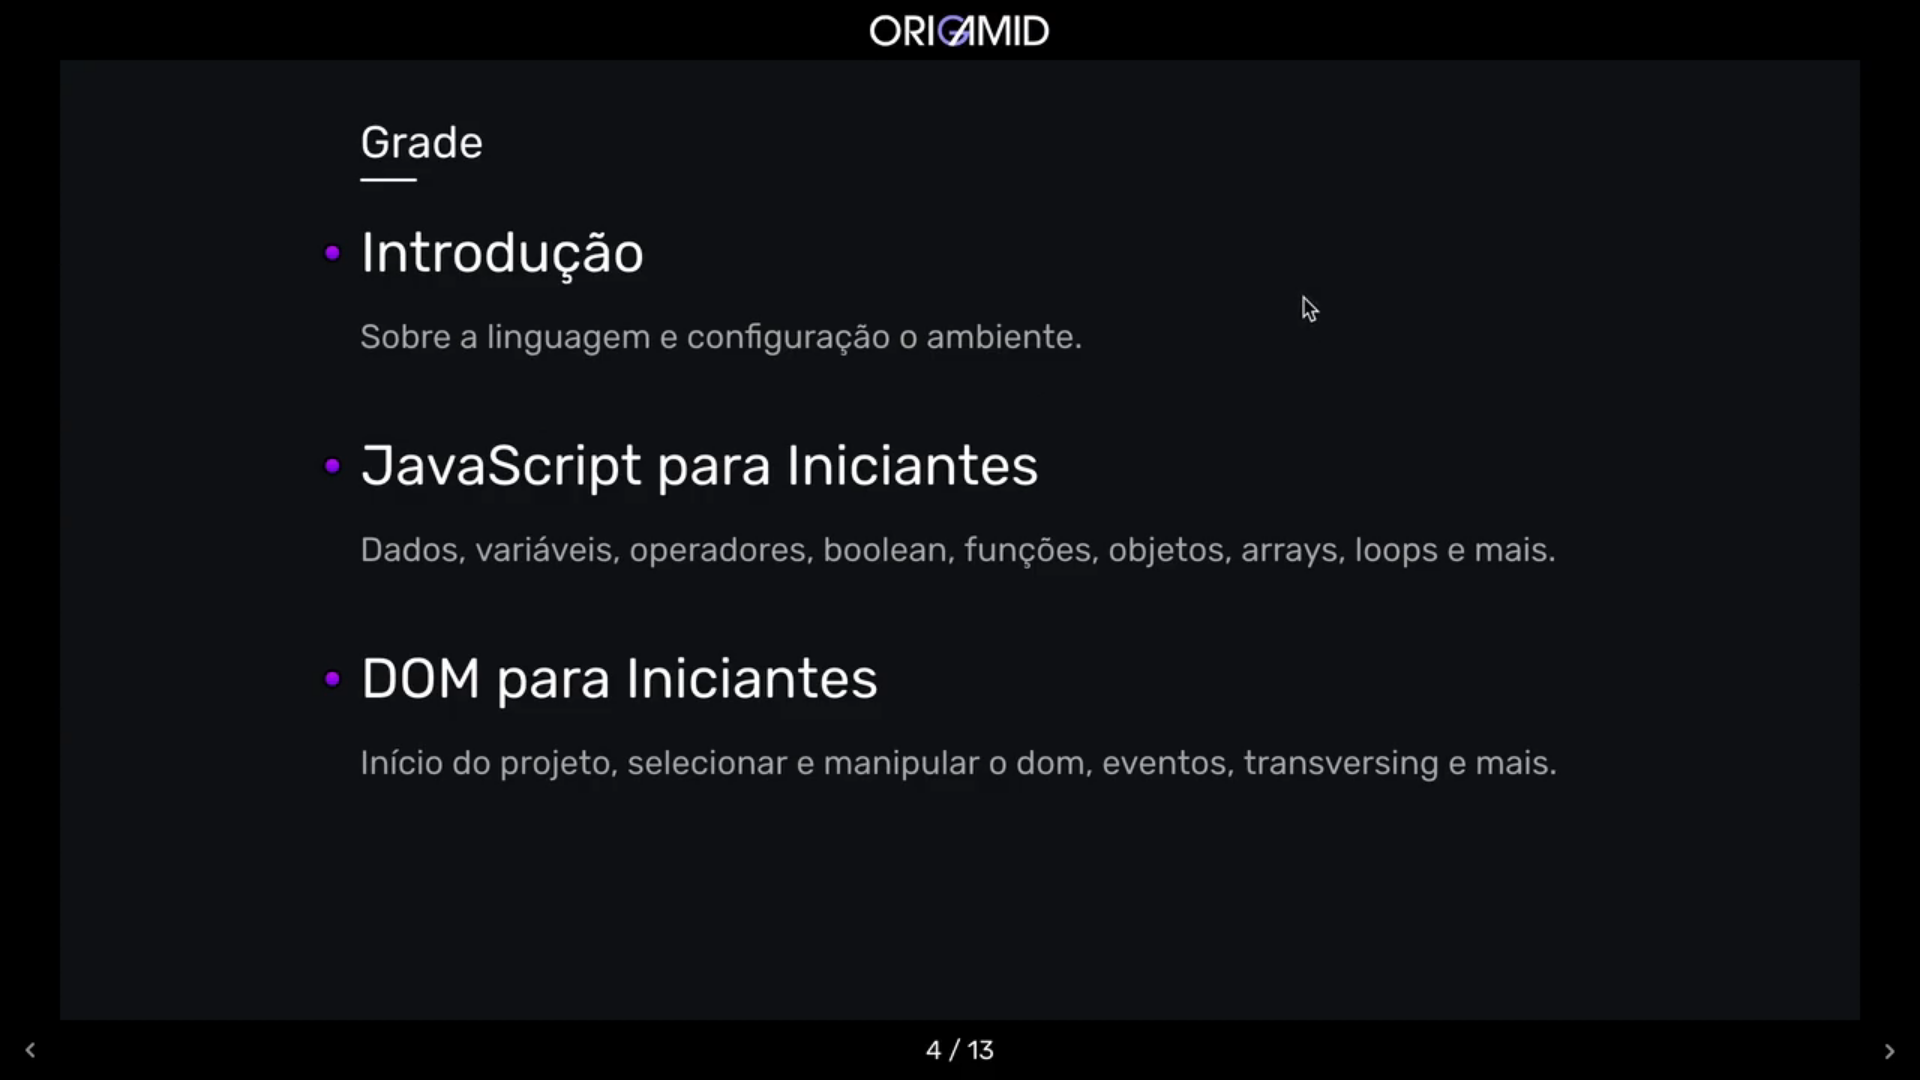 ORIGAMID
Grade
Introdução
Sobre a linguagem e configuração o ambiente.
JavaScript para Iniciantes
Dados, variáveis, operadores, boolean, funções, objetos, arrays, loops e mais.
DOM para Iniciantes
Início do projeto, selecionar e manipular o dom, eventos, transversing e mais.
4 / 13